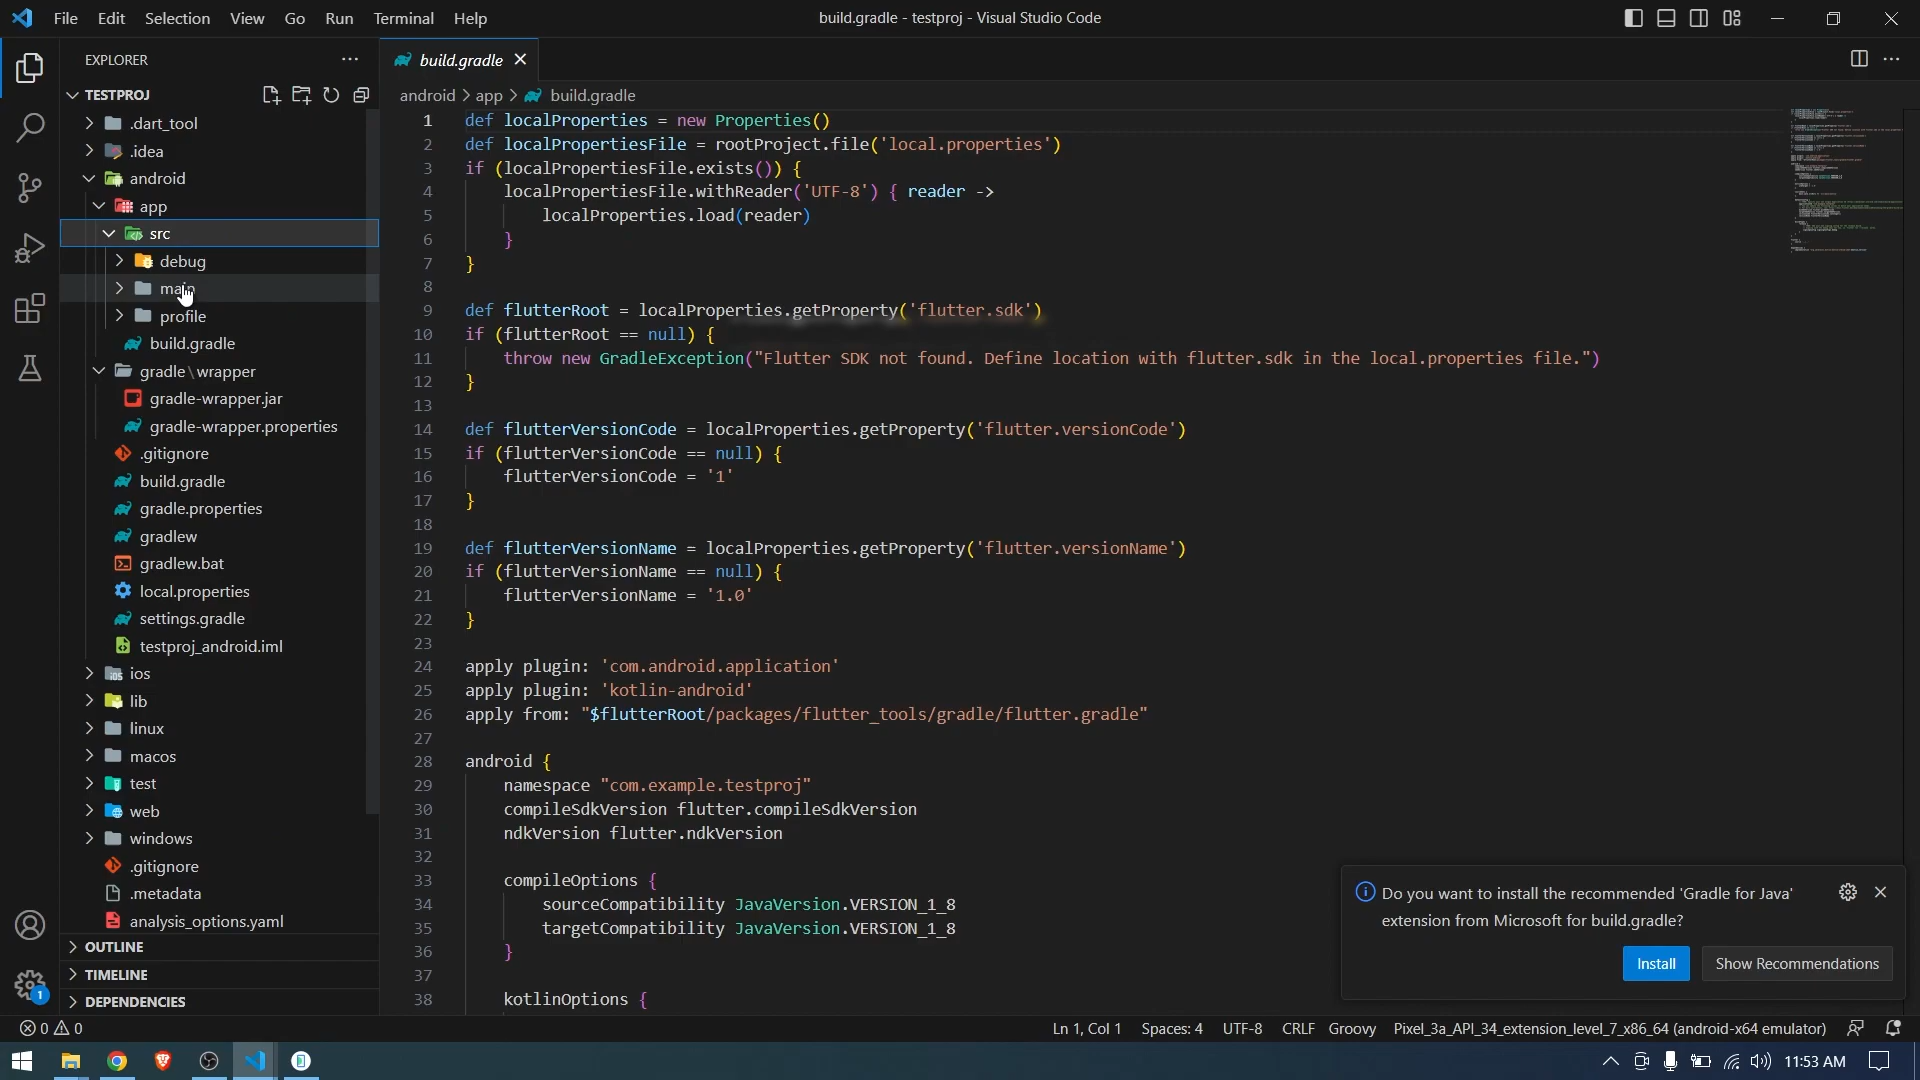 File Edit Selection View Go Run Terminal Help
build.gradle - testproj - Visual Studio Code
EXPLORER
TESTPROJ
.dart_tool
.idea
android
app
src
debug
main
profile
build.gradle
gradle\wrapper
gradle-wrapper.jar
gradle-wrapper.properties
.gitignore
build.gradle
gradle.properties
gradlew
gradlew.bat
local.properties
settings.gradle
testproj_android.iml
ios
lib
linux
macos
test
web
windows
.gitignore
.metadata
analysis_options.yaml
OUTLINE
TIMELINE
DEPENDENCIES
1
build.gradle
android > app > build.gradle
1 def localProperties = new Properties()
2 def localPropertiesFile = rootProject.file('local.properties')
3 if (localPropertiesFile.exists()) {
4 localPropertiesFile.withReader('UTF-8') { reader ->
5 localProperties.load(reader)
6 }
7 }
8
9 def flutterRoot = localProperties.getProperty('flutter.sdk')
10 if (flutterRoot == null) {
11 throw new GradleException("Flutter SDK not found. Define location with flutter.sdk in the local.properties file.")
12 }
13
14 def flutterVersionCode = localProperties.getProperty('flutter.versionCode')
15 if (flutterVersionCode == null) {
16 flutterVersionCode = '1'
17 }
18
19 def flutterVersionName = localProperties.getProperty('flutter.versionName')
20 if (flutterVersionName == null) {
21 flutterVersionName = '1.0'
22 }
23
24 apply plugin: 'com.android.application'
25 apply plugin: 'kotlin-android'
26 apply from: "$flutterRoot/packages/flutter_tools/gradle/flutter.gradle"
27
28 android {
29 namespace "com.example.testproj"
30 compileSdkVersion flutter.compileSdkVersion
31 ndkVersion flutter.ndkVersion
32
33 compileOptions {
34 sourceCompatibility JavaVersion.VERSION_1_8
35 targetCompatibility JavaVersion.VERSION_1_8
36 }
37
38 kotlinOptions {
Do you want to install the recommended 'Gradle for Java'
extension from Microsoft for build.gradle?
Install Show Recommendations
0 0 Ln 1, Col 1 Spaces: 4 UTF-8 CRLF Groovy Pixel_3a_API_34_extension_level_7_x86_64 (android-x64 emulator)
11:53 AM